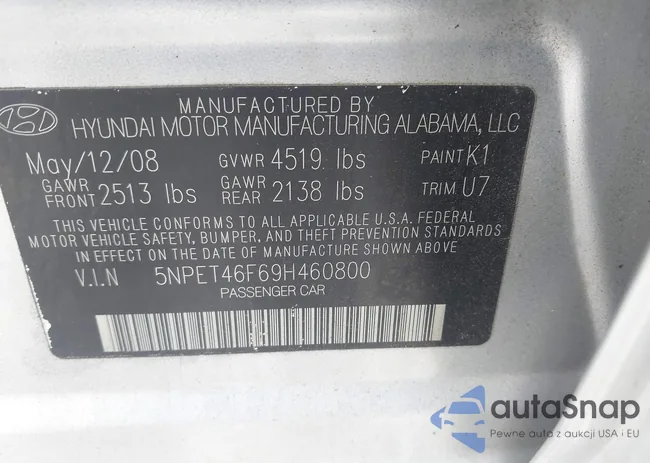 MANUFACTURED BY
HYUNDAI MOTOR MANUFACTURING ALABAMA, LLC
May/12/08 GVWR 4519 lbs PAINT K1
GAWR FRONT 2513 lbs GAWR REAR 2138 lbs TRIM U7
THIS VEHICLE CONFORMS TO ALL APPLICABLE U.S.A. FEDERAL
MOTOR VEHICLE SAFETY, BUMPER, AND THEFT PREVENTION
STANDARDS IN EFFECT ON THE DATE OF MANUFACTURE SHOWN ABOVE
V.I.N 5NPET46F69H460800
PASSENGER CAR
autaSnap
Pewne auta z aukcji USA i EU